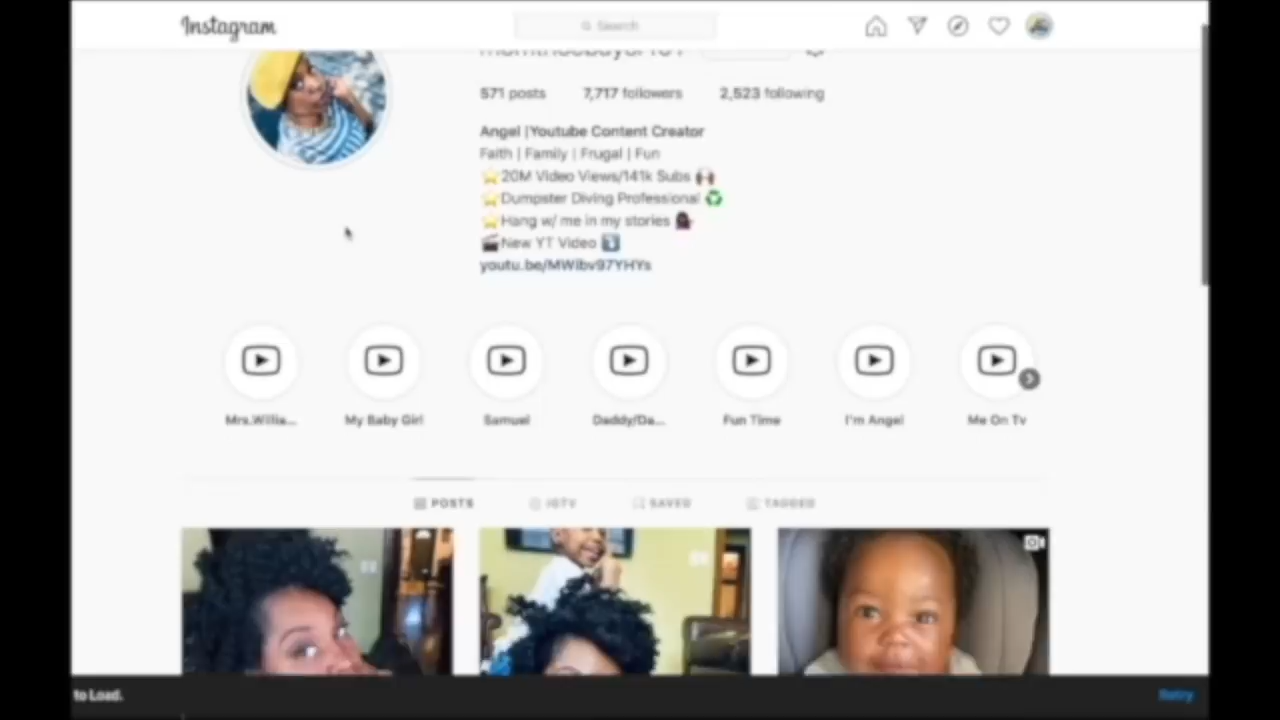 Instagram
Search
571 posts 7,717 followers 2,523 following
Angel |Youtube Content Creator
Faith | Family | Frugal | Fun
⭐20M Video Views/141k Subs 🙌🏿
⭐Dumpster Diving Professional ♻️
⭐Hang w/ me in my stories
🎬New YT Video ⤵️
youtu.be/MWibv97YHYs
Mrs.Willia... My Baby Girl Samuel Daddy/Da... Fun Time I'm Angel Me On Tv
POSTS IGTV SAVED TAGGED
to Load. Retry